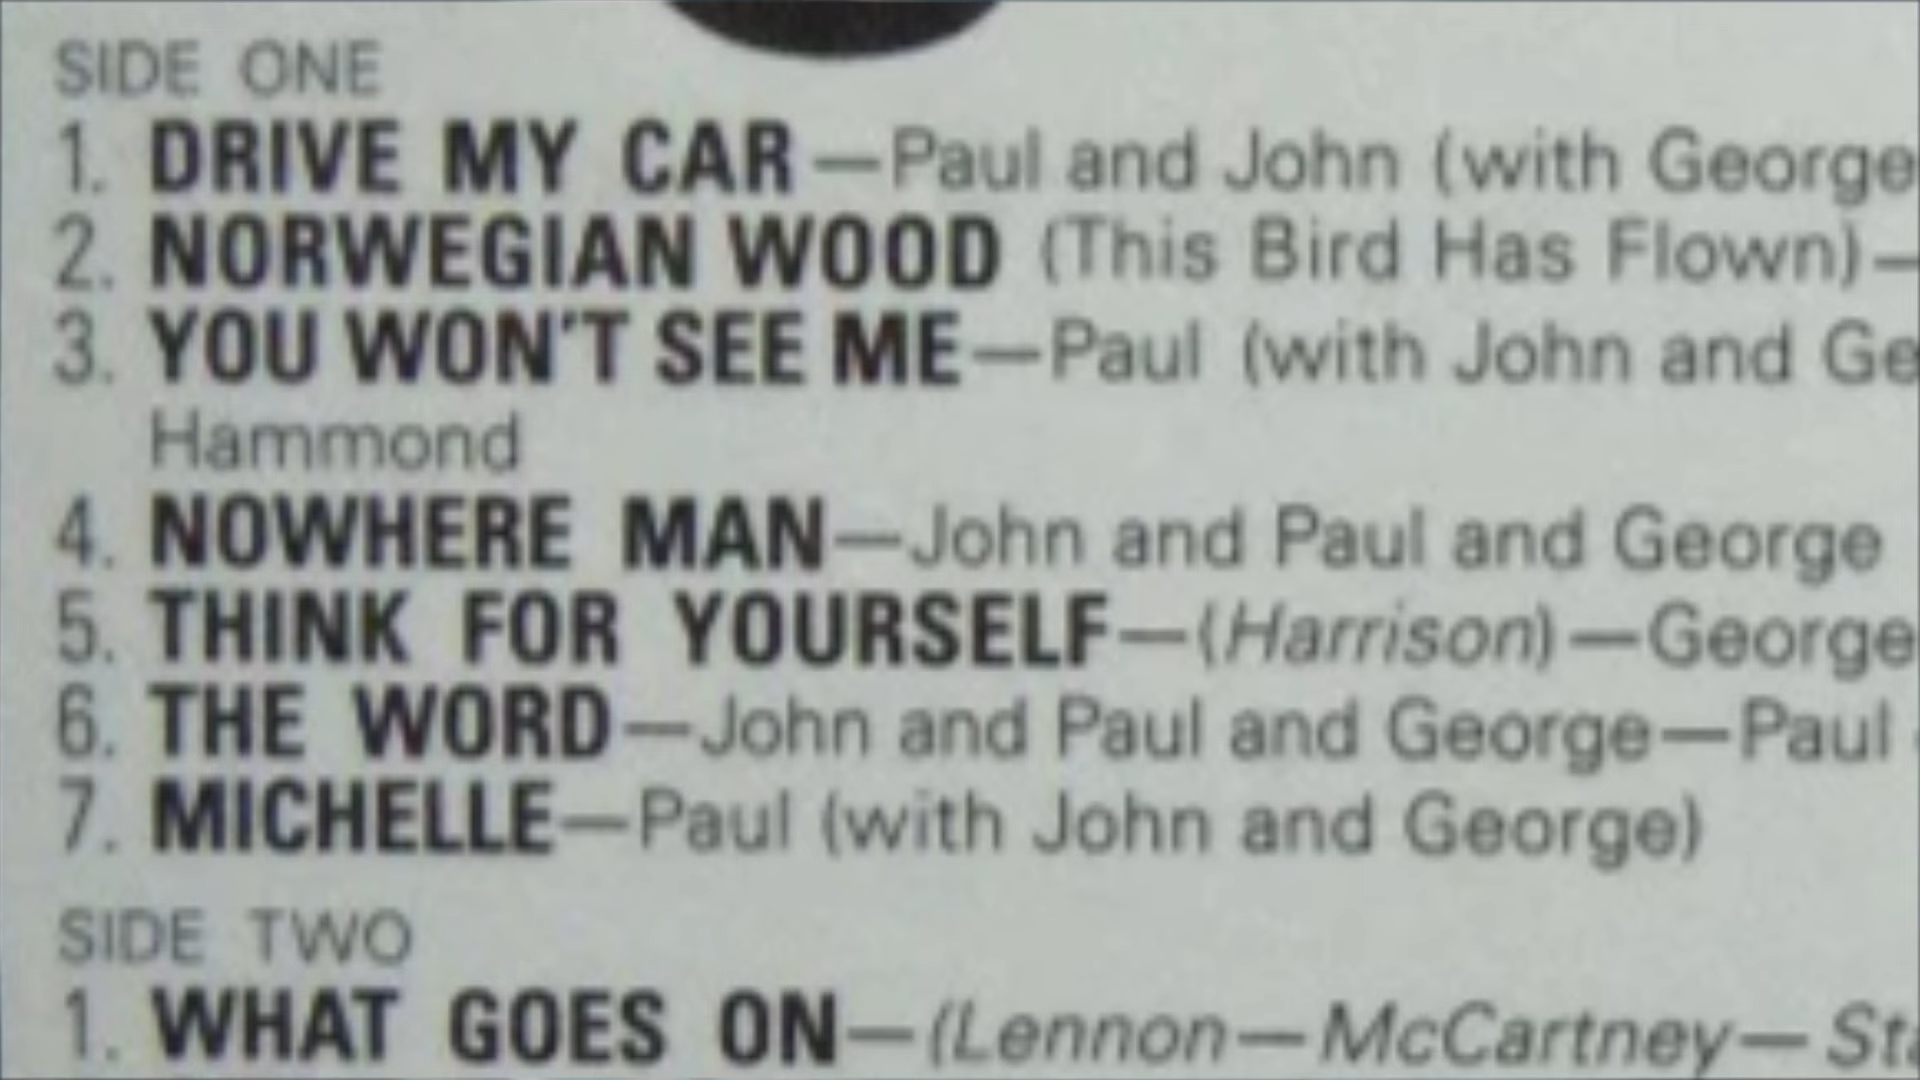 SIDE ONE
1. DRIVE MY CAR—Paul and John (with George
2. NORWEGIAN WOOD (This Bird Has Flown)—
3. YOU WON'T SEE ME—Paul (with John and Ge
Hammond
4. NOWHERE MAN—John and Paul and George
5. THINK FOR YOURSELF—(Harrison)—George
6. THE WORD—John and Paul and George—Paul
7. MICHELLE—Paul (with John and George)
SIDE TWO
1. WHAT GOES ON—(Lennon—McCartney—Sta